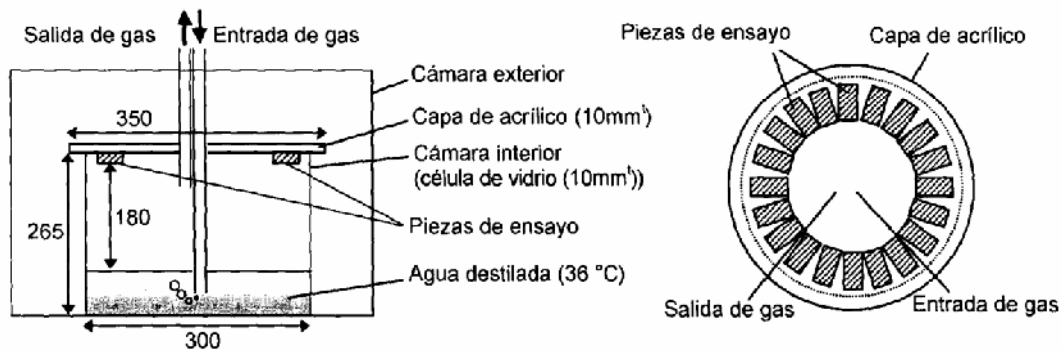 Salida de gas
Entrada de gas
Cámara exterior
350
Capa de acrílico (10mmᵗ)
Cámara interior
(célula de vidrio (10mmᵗ))
180
265
Piezas de ensayo
Agua destilada (36 °C)
300
Piezas de ensayo
Capa de acrílico
Salida de gas
Entrada de gas